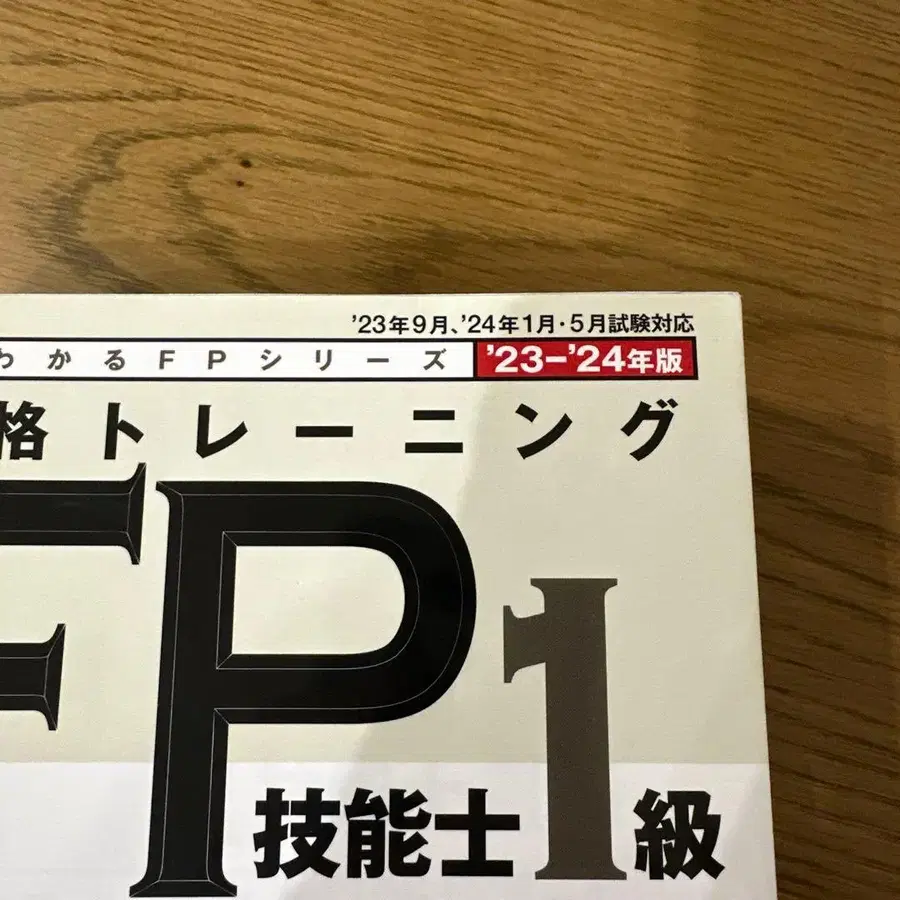 ’23年9月、’24年1月・5月試験対応
わかるFPシリーズ ’23–’24年版
格トレーニング
FP1
技能士 級